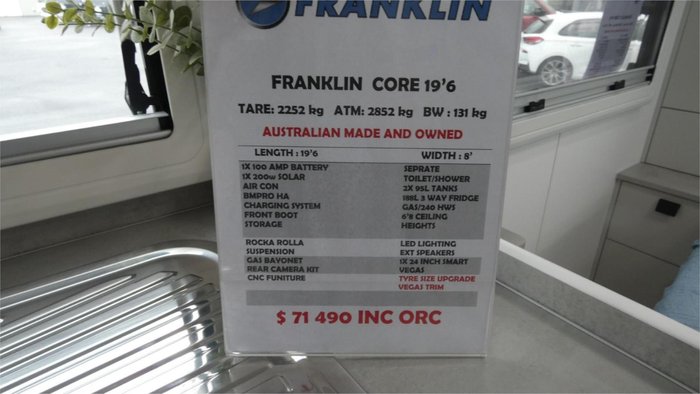 FRANKLIN
FRANKLIN CORE 19'6
TARE: 2252 kg ATM: 2852 kg BW : 131 kg
AUSTRALIAN MADE AND OWNED
LENGTH : 19'6 WIDTH : 8'
1X 100 AMP BATTERY
1X 200w SOLAR
AIR CON
BMPRO HA
CHARGING SYSTEM
FRONT BOOT
STORAGE
SEPRATE
TOILET/SHOWER
2X 95L TANKS
188L 3 WAY FRIDGE
GAS/240 HWS
6'8 CEILING
HEIGHTS
ROCKA ROLLA
SUSPENSION
GAS BAYONET
REAR CAMERA KIT
CNC FUNITURE
LED LIGHTING
EXT SPEAKERS
1X 24 INCH SMART
VEGAS
TYRE SIZE UPGRADE
VEGAS TRIM
$ 71 490 INC ORC